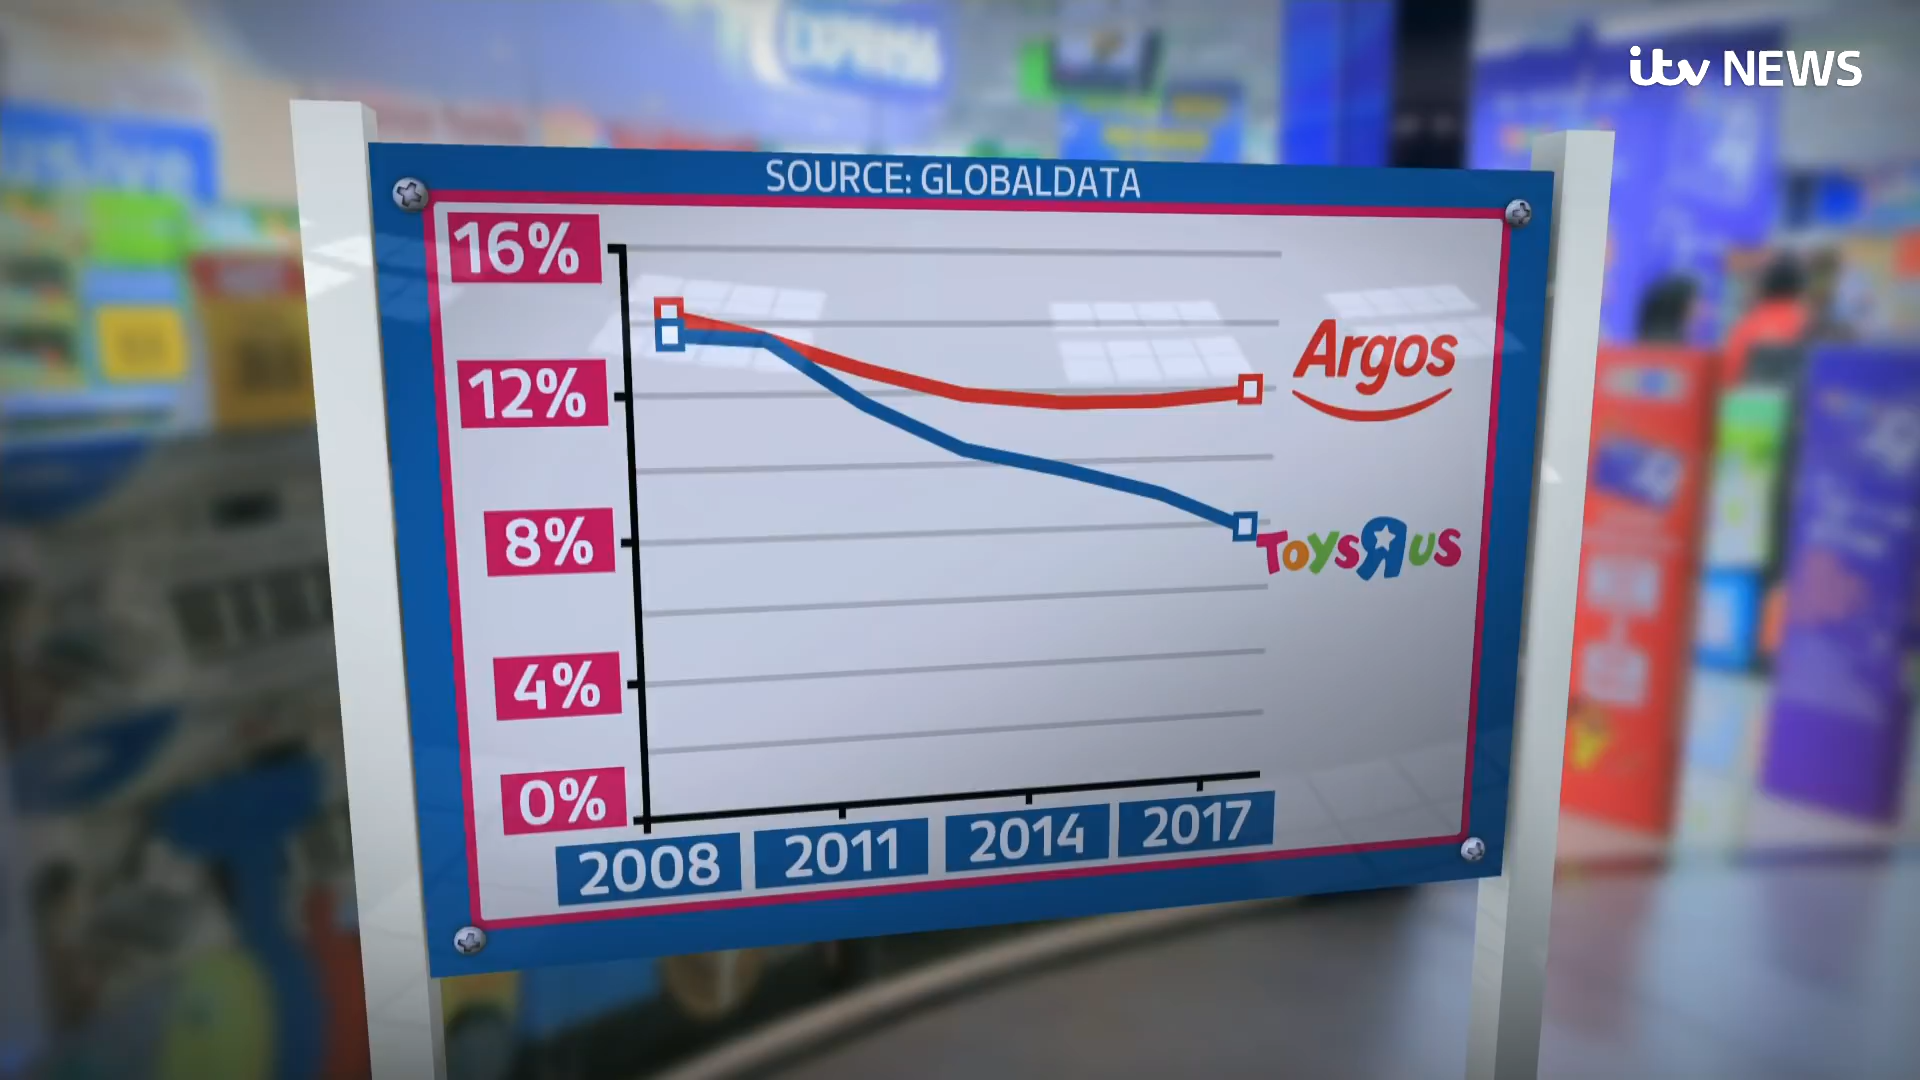 itv NEWS
SOURCE: GLOBALDATA
16%
12%
8%
4%
0%
2008
2011
2014
2017
Argos
TOYS R US